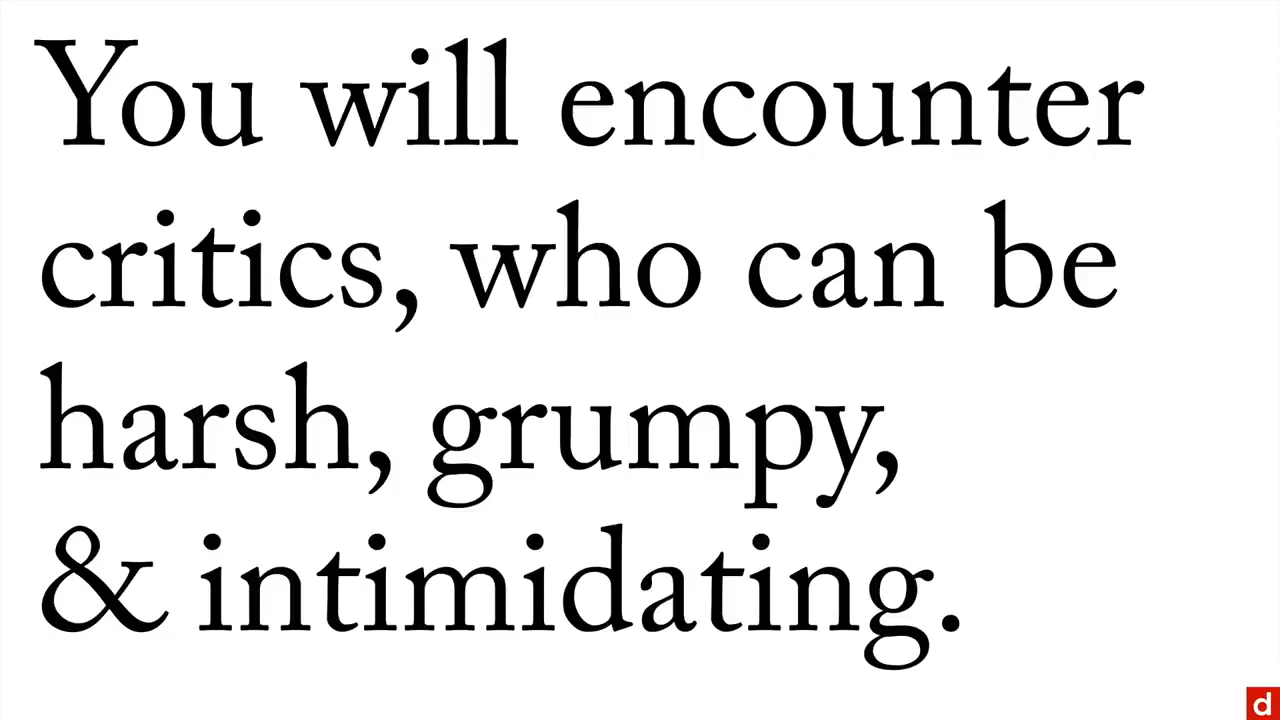 You will encounter
critics, who can be
harsh, grumpy,
& intimidating.
d